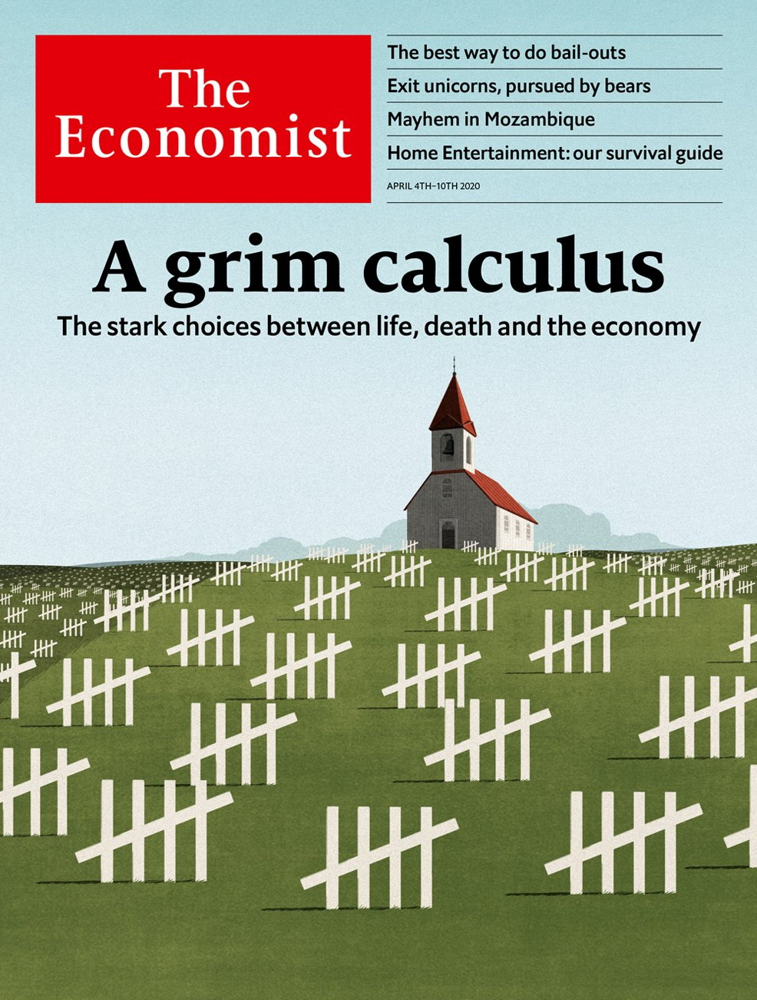 The
Economist
The best way to do bail-outs
Exit unicorns, pursued by bears
Mayhem in Mozambique
Home Entertainment: our survival guide
APRIL 4TH–10TH 2020
A grim calculus
The stark choices between life, death and the economy